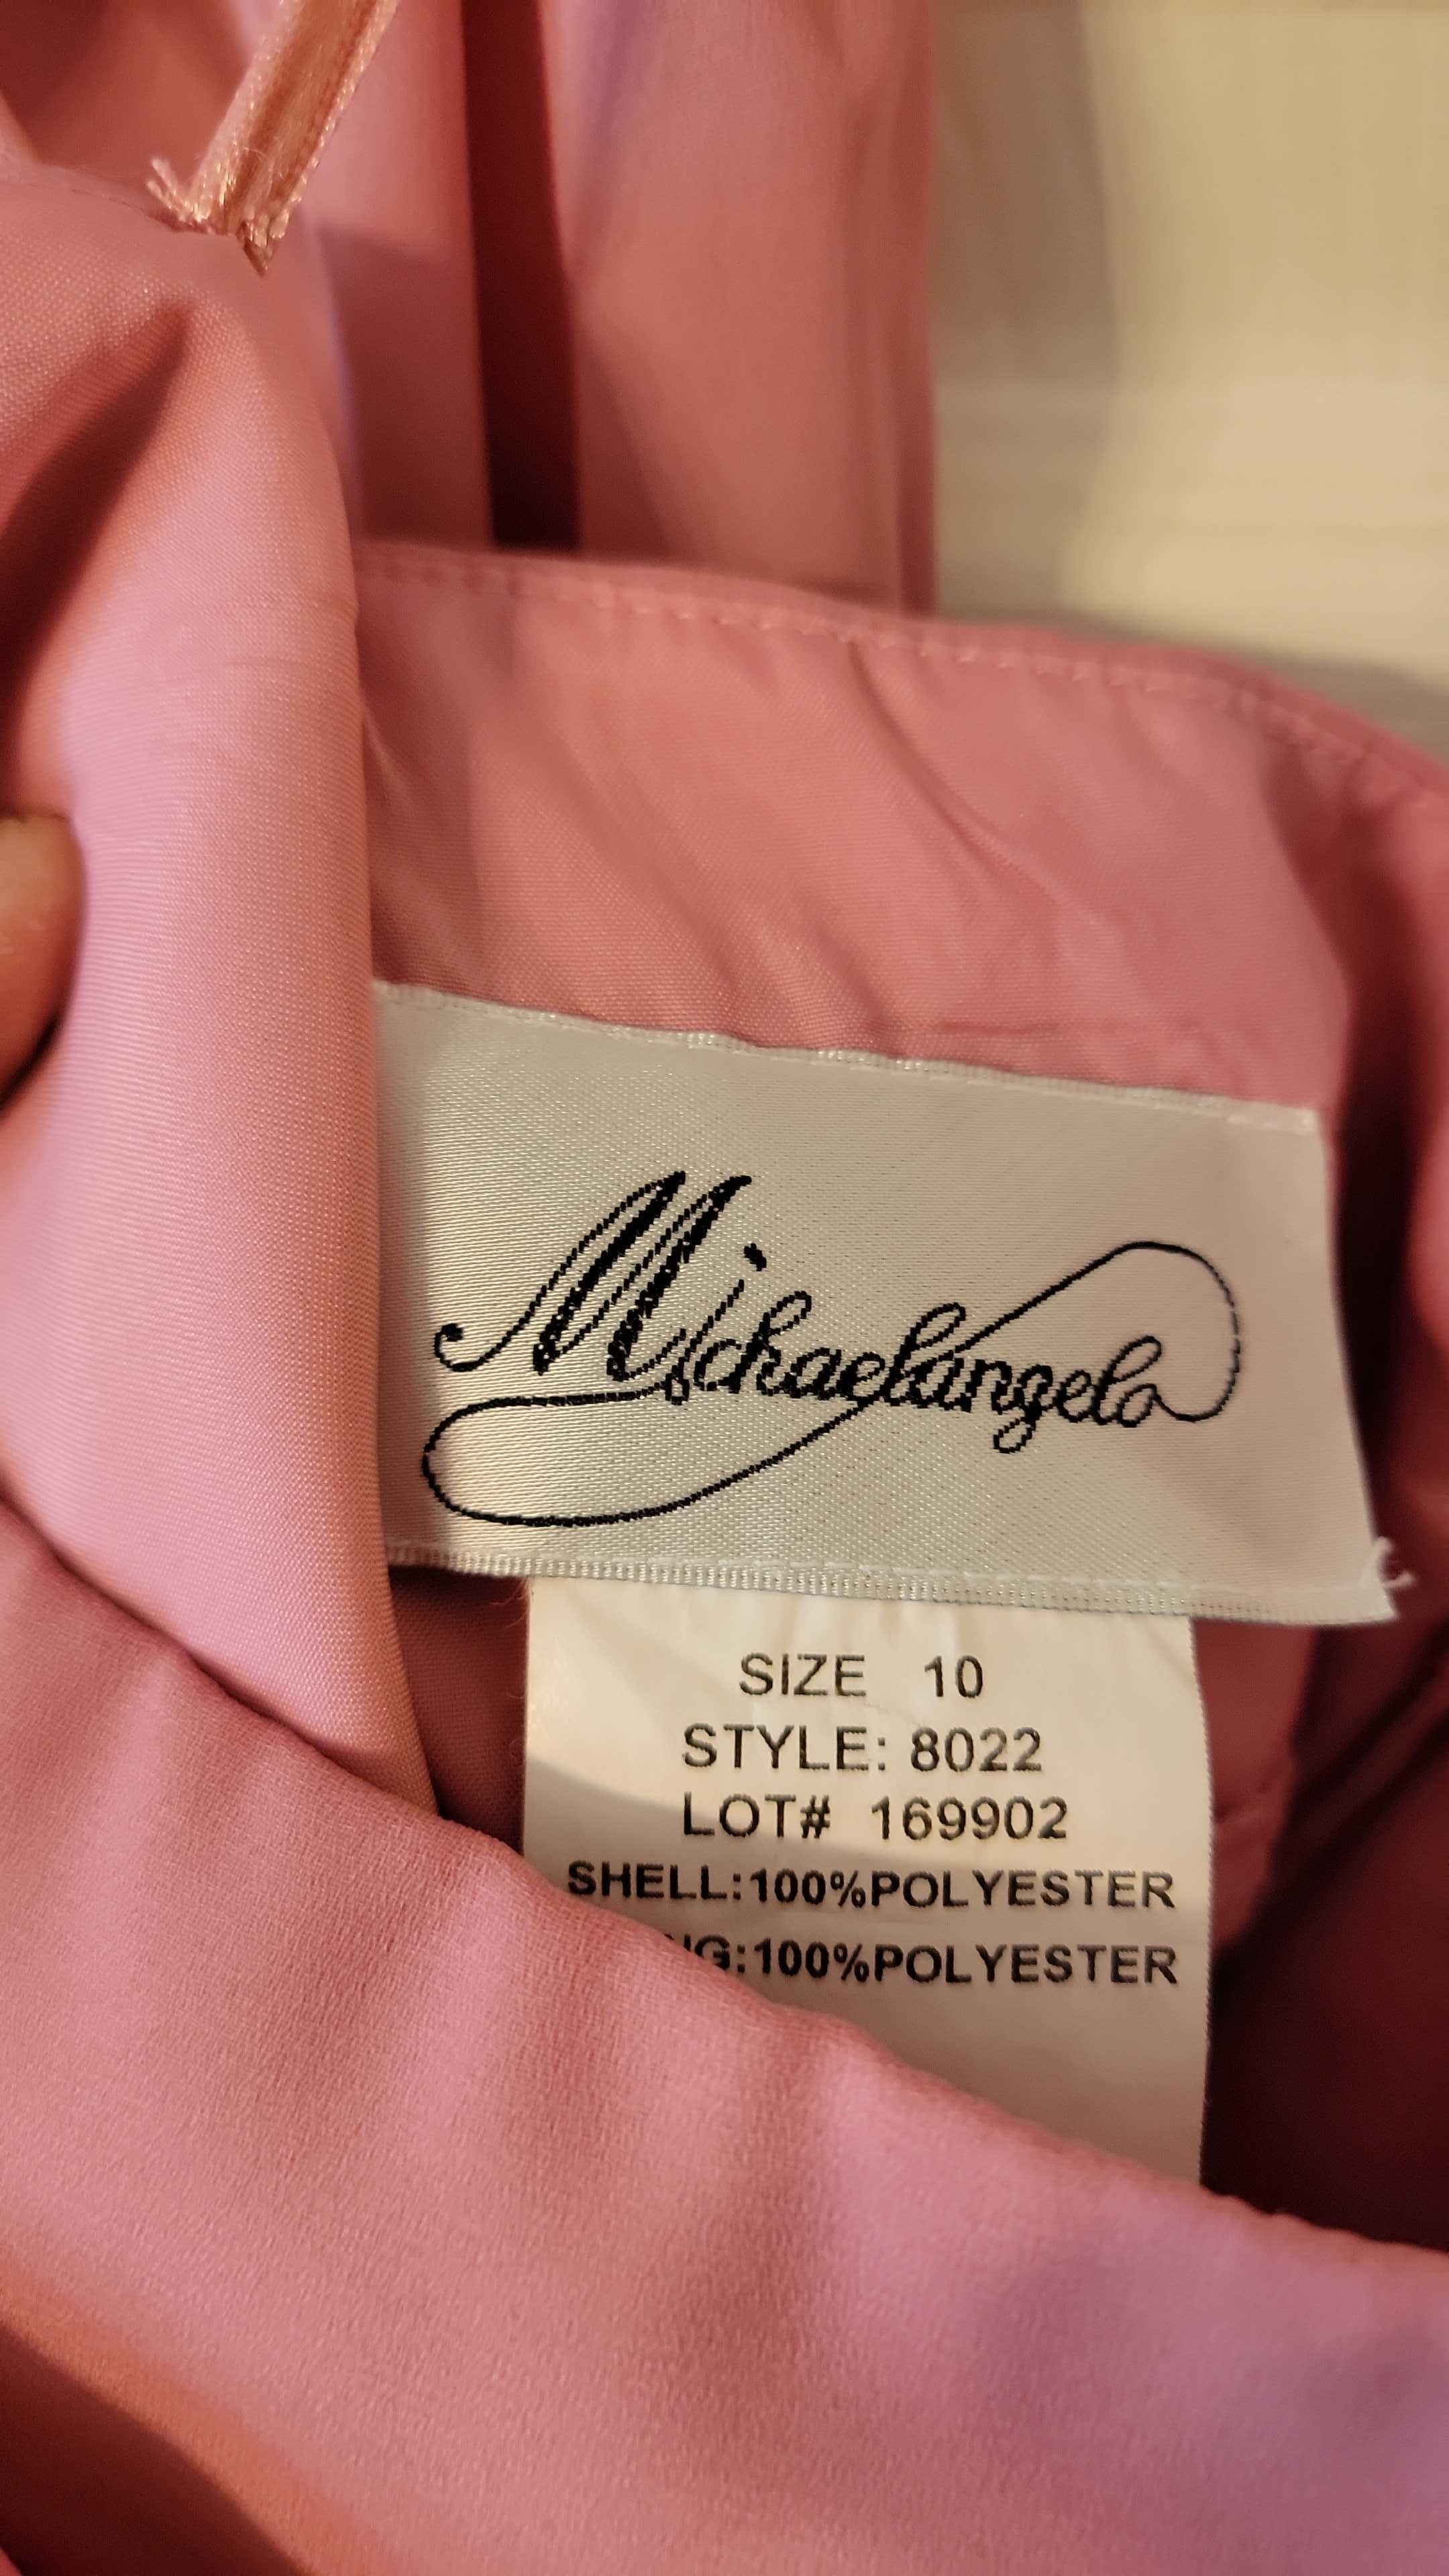 Michaelangelo
SIZE 10
STYLE: 8022
LOT# 169902
SHELL:100%POLYESTER
G:100%POLYESTER